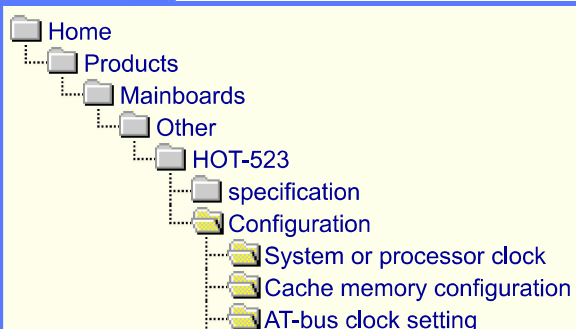 Home
Products
Mainboards
Other
HOT-523
specification
Configuration
System or processor clock
Cache memory configuration
AT-bus clock setting